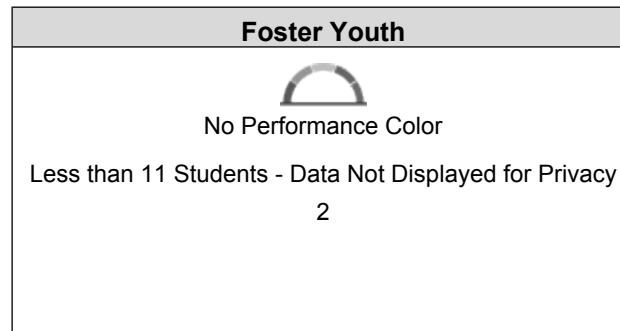 Foster Youth
No Performance Color
Less than 11 Students - Data Not Displayed for Privacy
2